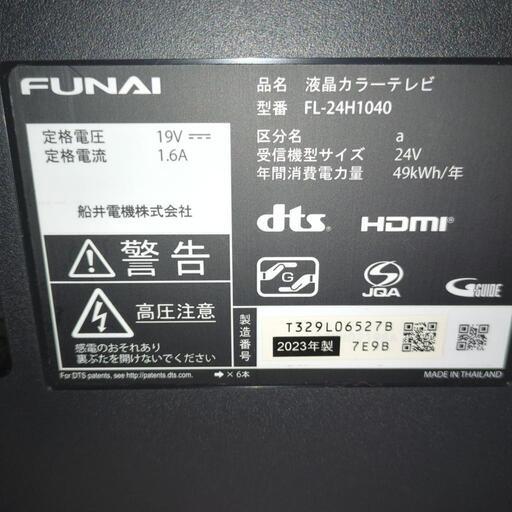 FUNAI
品名 液晶カラーテレビ
型番 FL-24H1040
定格電圧 19V
定格電流 1.6A
船井電機株式会社
区分名 a
受信機型サイズ 24V
年間消費電力量 49kWh/年
dts HDMI®
G JQA G GUIDE
警告
高圧注意
感電のおそれあり
裏ぶたを開けないでください
製造番号
T329L06527B
2023年製 7E9B
For DTS patents, see http://patents.dts.com.
→ × 6本
MADE IN THAILAND